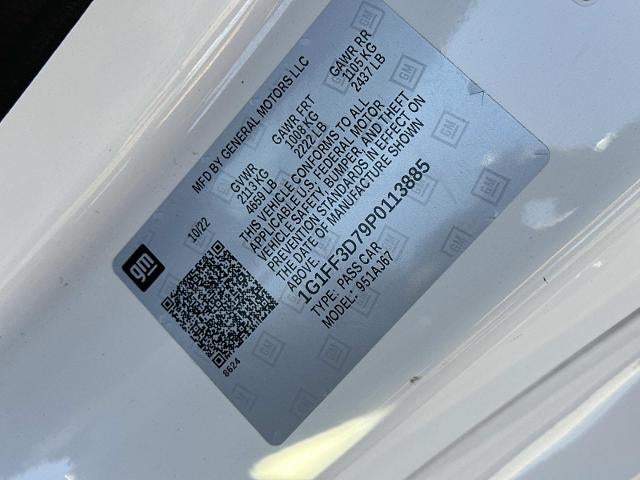 gm
MFD BY GENERAL MOTORS LLC
10/22
GVWR
2113 KG
4659 LB
GAWR FRT
1008 KG
2222 LB
GAWR RR
1105 KG
2437 LB
THIS VEHICLE CONFORMS TO ALL
APPLICABLE U.S. FEDERAL MOTOR
VEHICLE SAFETY, BUMPER, AND THEFT
PREVENTION STANDARDS IN EFFECT ON
THE DATE OF MANUFACTURE SHOWN
ABOVE.
1G1FF3D79P0113885
TYPE: PASS CAR
MODEL: 951AJ67
8624